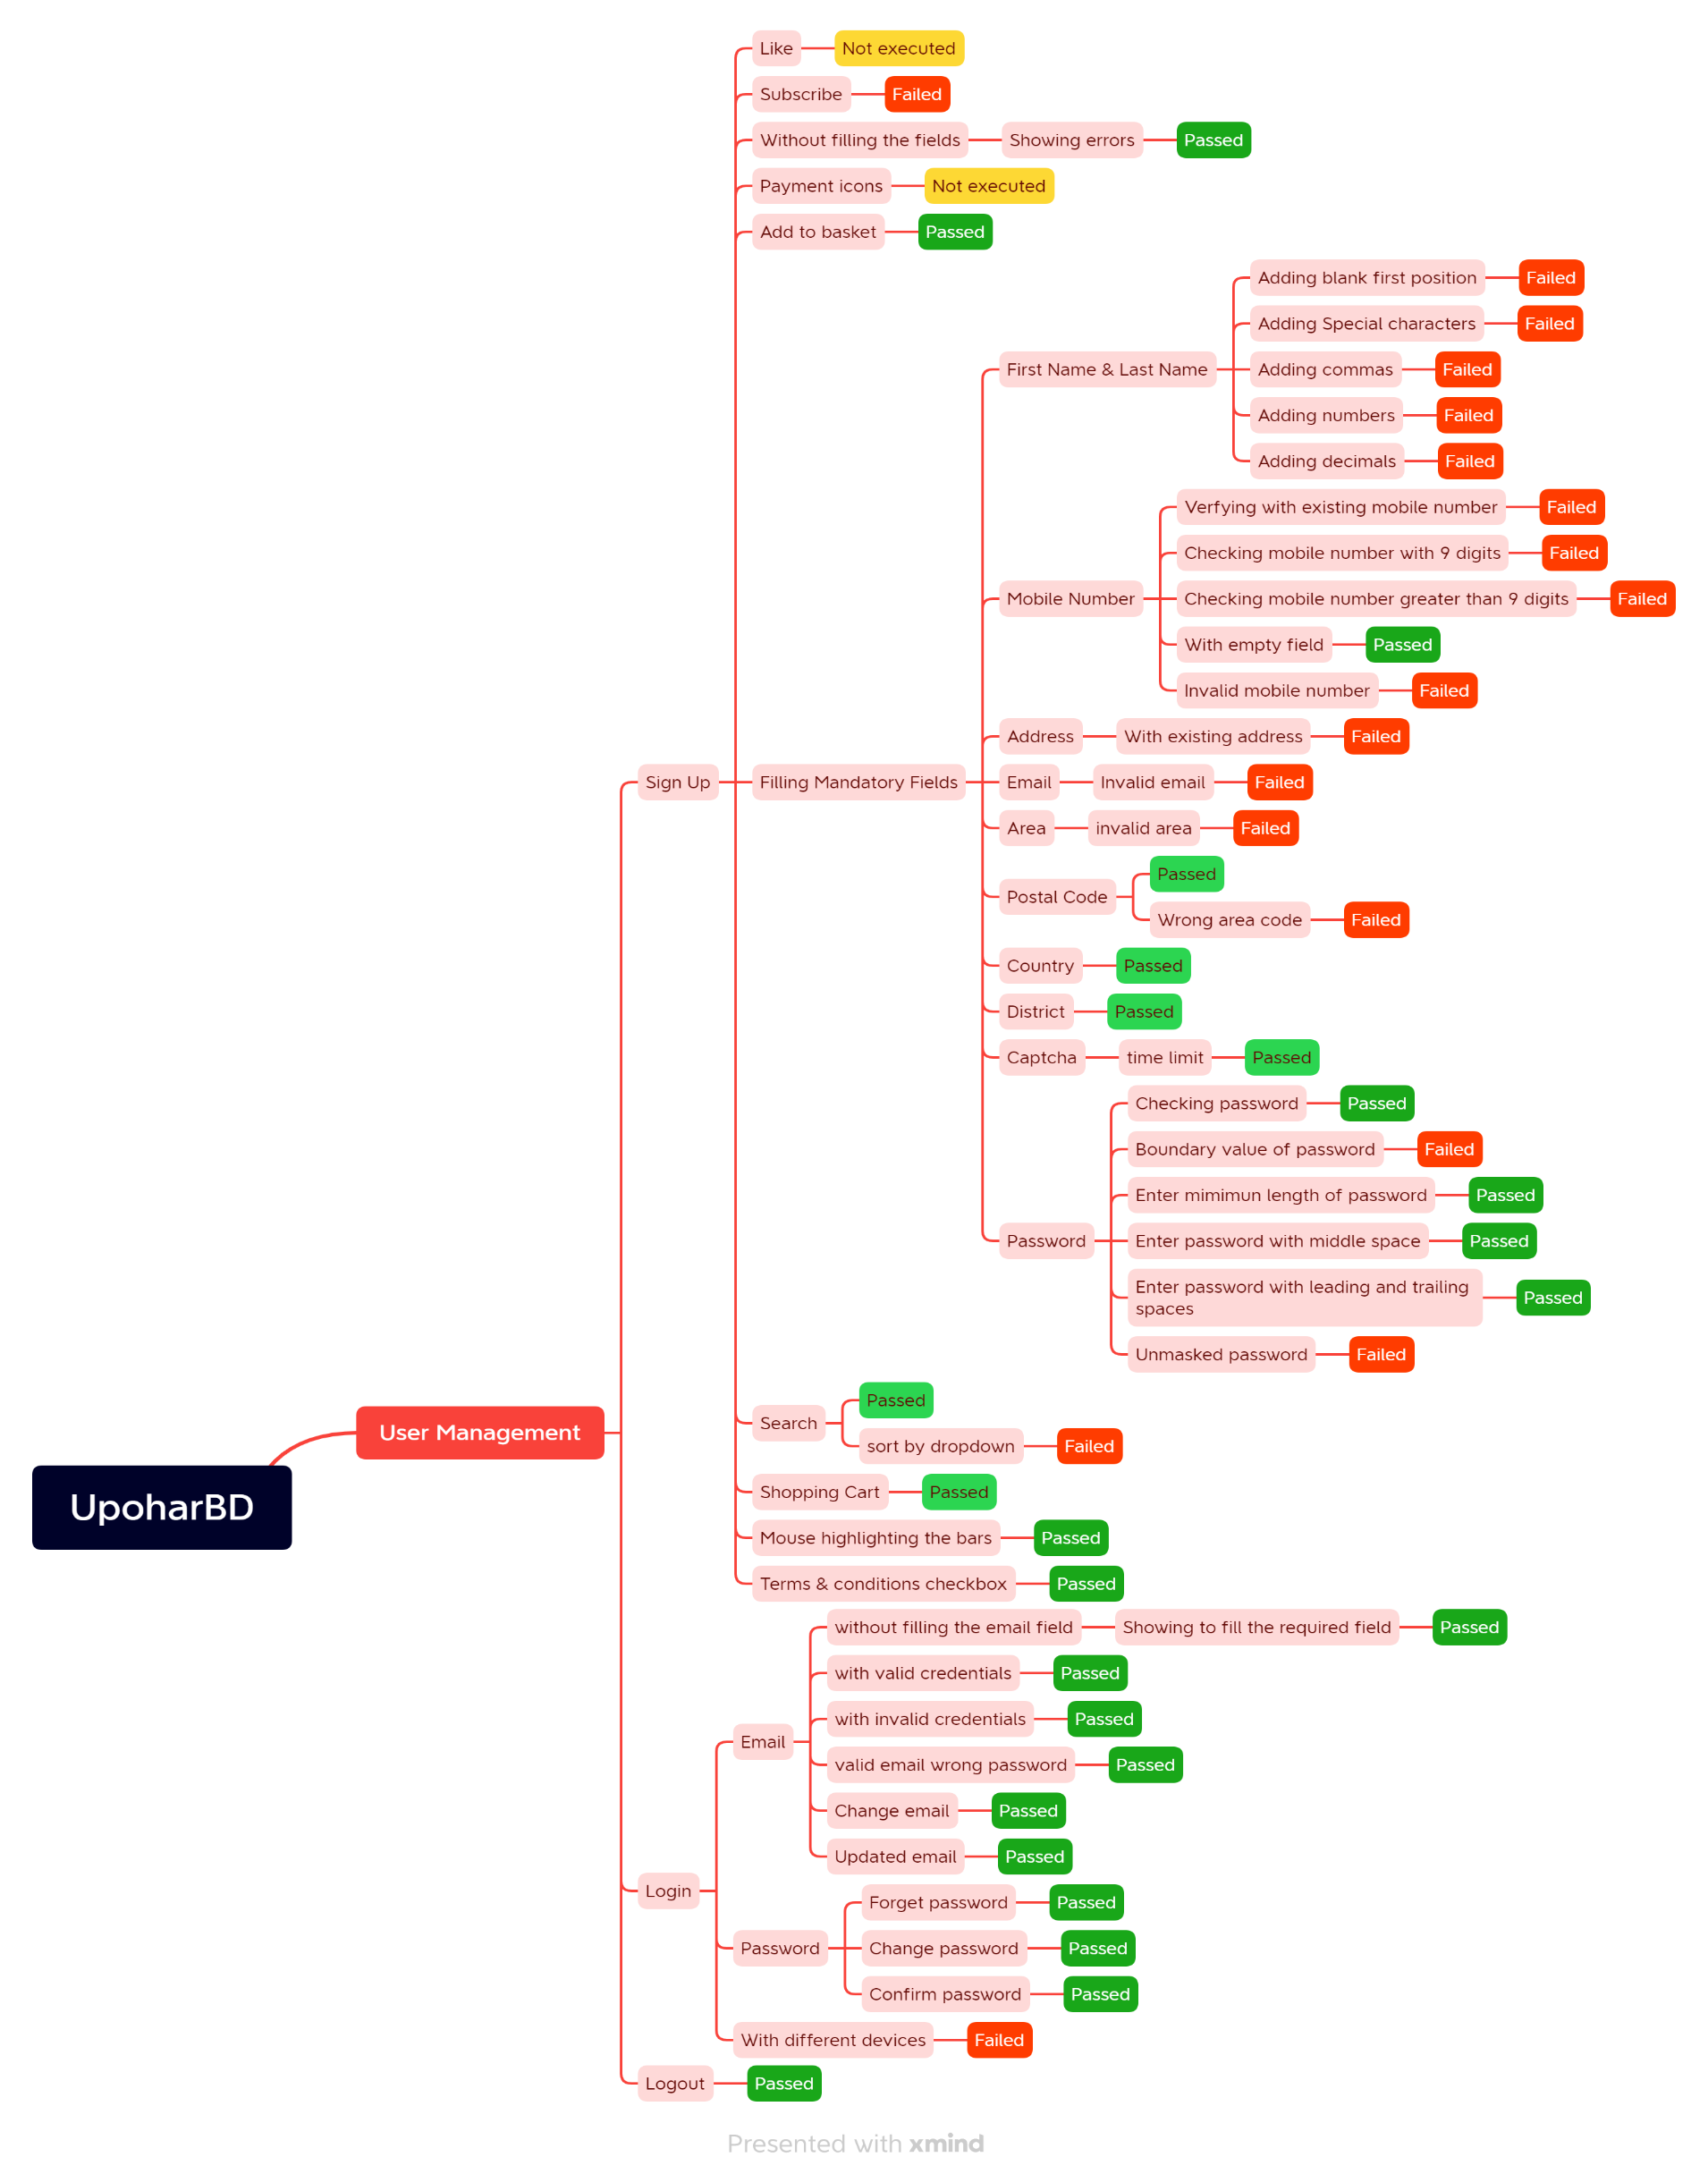 Like
Not executed
Subscribe
Failed
Without filling the fields
Showing errors
Passed
Payment icons
Not executed
Add to basket
Passed
Adding blank first position
Failed
Adding Special characters
Failed
First Name & Last Name
Adding commas
Failed
Adding numbers
Failed
Adding decimals
Failed
Verfying with existing mobile number
Failed
Checking mobile number with 9 digits
Failed
Mobile Number
Checking mobile number greater than 9 digits
Failed
With empty field
Passed
Invalid mobile number
Failed
Address
With existing address
Failed
Sign Up
Filling Mandatory Fields
Email
Invalid email
Failed
Area
invalid area
Failed
Postal Code
Passed
Wrong area code
Failed
Country
Passed
District
Passed
Captcha
time limit
Passed
Checking password
Passed
Boundary value of password
Failed
Enter mimimun length of password
Passed
Password
Enter password with middle space
Passed
Enter password with leading and trailing
spaces
Passed
Unmasked password
Failed
Search
Passed
sort by dropdown
Failed
User Management
UpoharBD
Shopping Cart
Passed
Mouse highlighting the bars
Passed
Terms & conditions checkbox
Passed
without filling the email field
Showing to fill the required field
Passed
with valid credentials
Passed
with invalid credentials
Passed
Email
valid email wrong password
Passed
Change email
Passed
Updated email
Passed
Login
Forget password
Passed
Password
Change password
Passed
Confirm password
Passed
With different devices
Failed
Logout
Passed
Presented with xmind